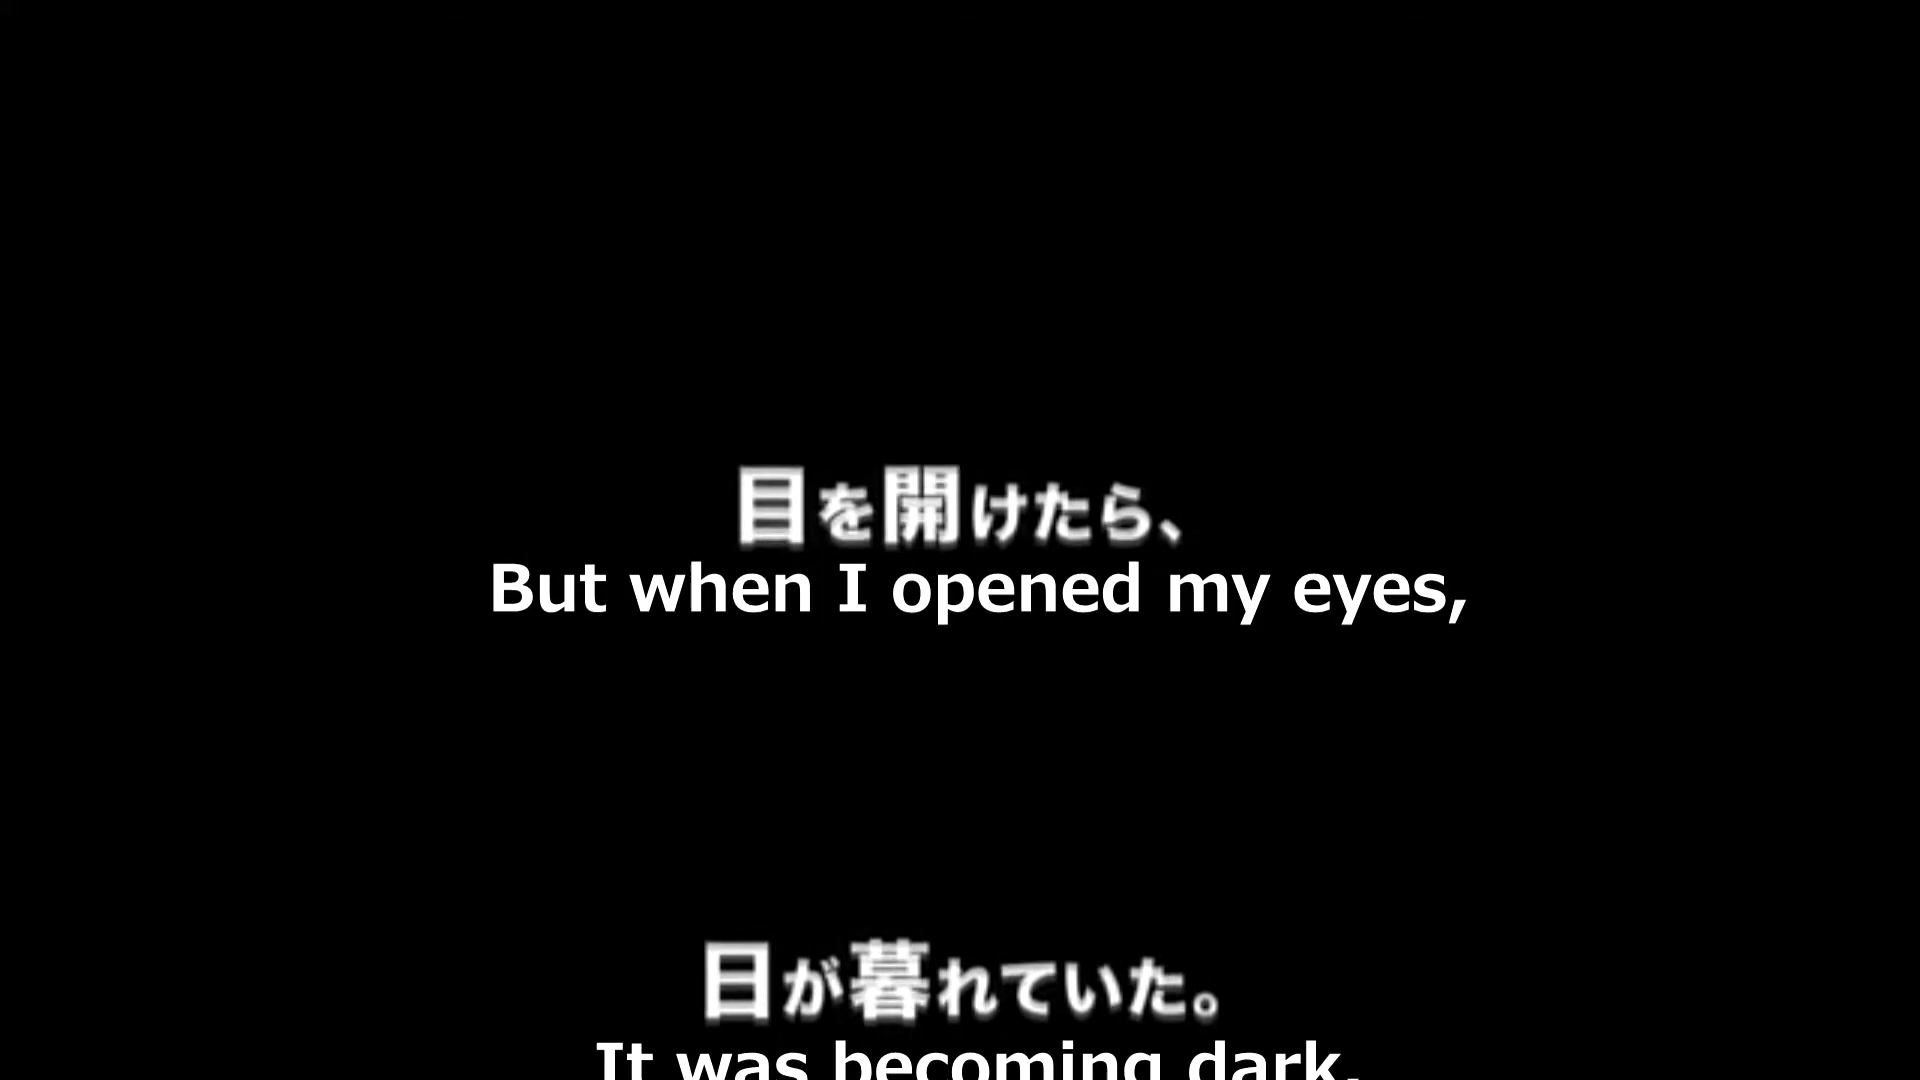 目を開けたら、
But when I opened my eyes,
日が暮れていた。
It was becoming dark.